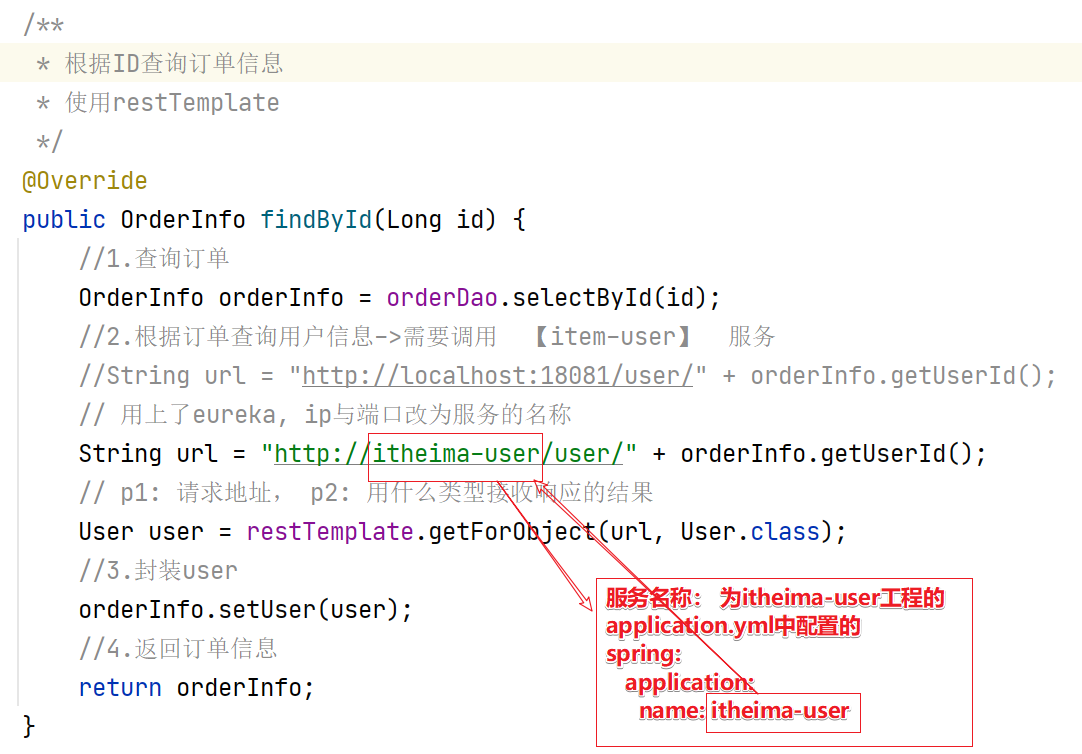 /**
 * 根据ID查询订单信息
 * 使用restTemplate
 */
@Override
public OrderInfo findById(Long id) {
    //1.查询订单
    OrderInfo orderInfo = orderDao.selectById(id);
    //2.根据订单查询用户信息->需要调用  【item-user】  服务
    //String url = "http://localhost:18081/user/" + orderInfo.getUserId();
    // 用上了eureka, ip与端口改为服务的名称
    String url = "http://itheima-user/user/" + orderInfo.getUserId();
    // p1: 请求地址， p2: 用什么类型接收响应的结果
    User user = restTemplate.getForObject(url, User.class);
    //3.封装user
    orderInfo.setUser(user);
    //4.返回订单信息
    return orderInfo;
}
服务名称： 为itheima-user工程的
application.yml中配置的
spring:
  application:
    name: itheima-user